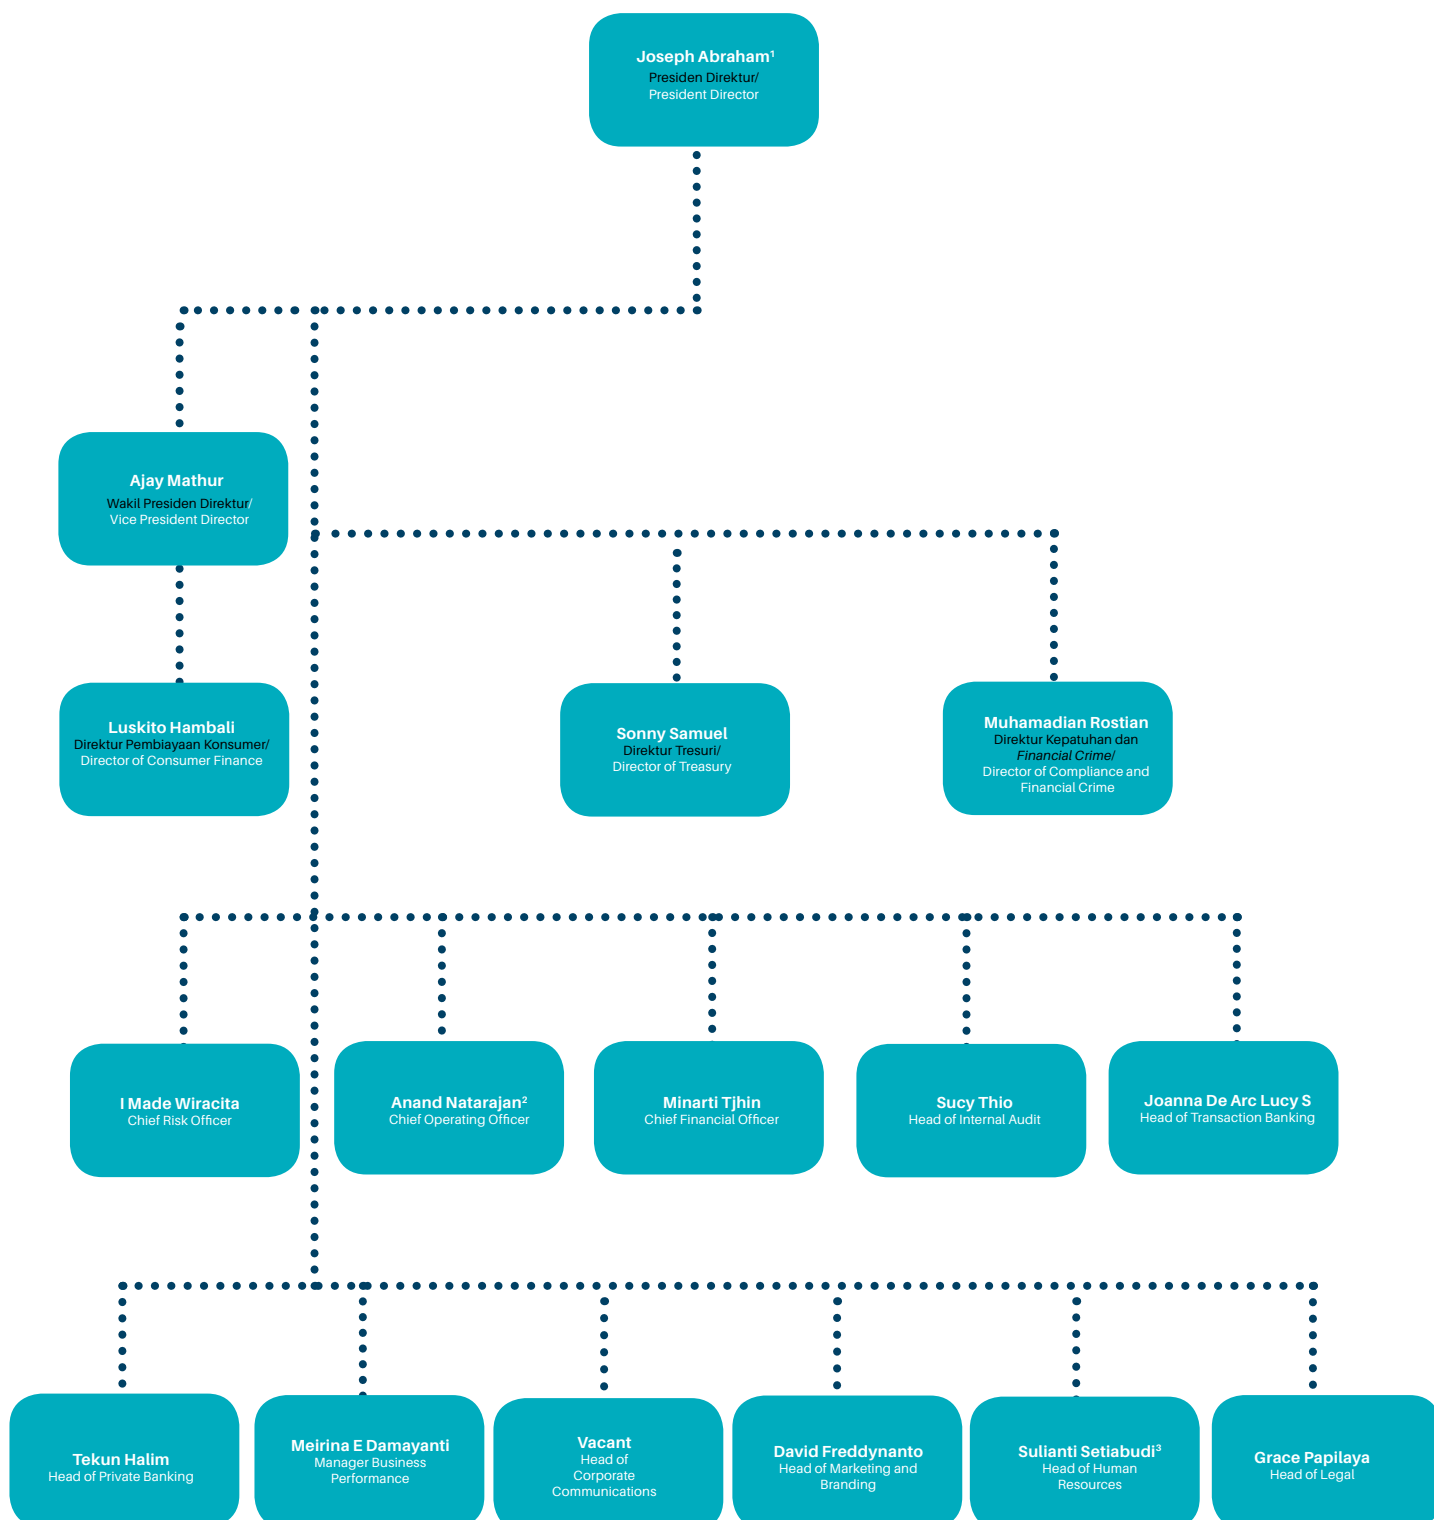 Joseph Abraham¹
Presiden Direktur/
President Director
Ajay Mathur
Wakil Presiden Direktur/
Vice President Director
Luskito Hambali
Direktur Pembiayaan Konsumer/
Director of Consumer Finance
Sonny Samuel
Direktur Tresuri/
Director of Treasury
Muhamadian Rostian
Direktur Kepatuhan dan
Financial Crime/
Director of Compliance and
Financial Crime
I Made Wiracita
Chief Risk Officer
Anand Natarajan²
Chief Operating Officer
Minarti Tjhin
Chief Financial Officer
Sucy Thio
Head of Internal Audit
Joanna De Arc Lucy S
Head of Transaction Banking
Tekun Halim
Head of Private Banking
Meirina E Damayanti
Manager Business
Performance
Vacant
Head of
Corporate
Communications
David Freddynanto
Head of Marketing and
Branding
Sulianti Setiabudi³
Head of Human
Resources
Grace Papilaya
Head of Legal